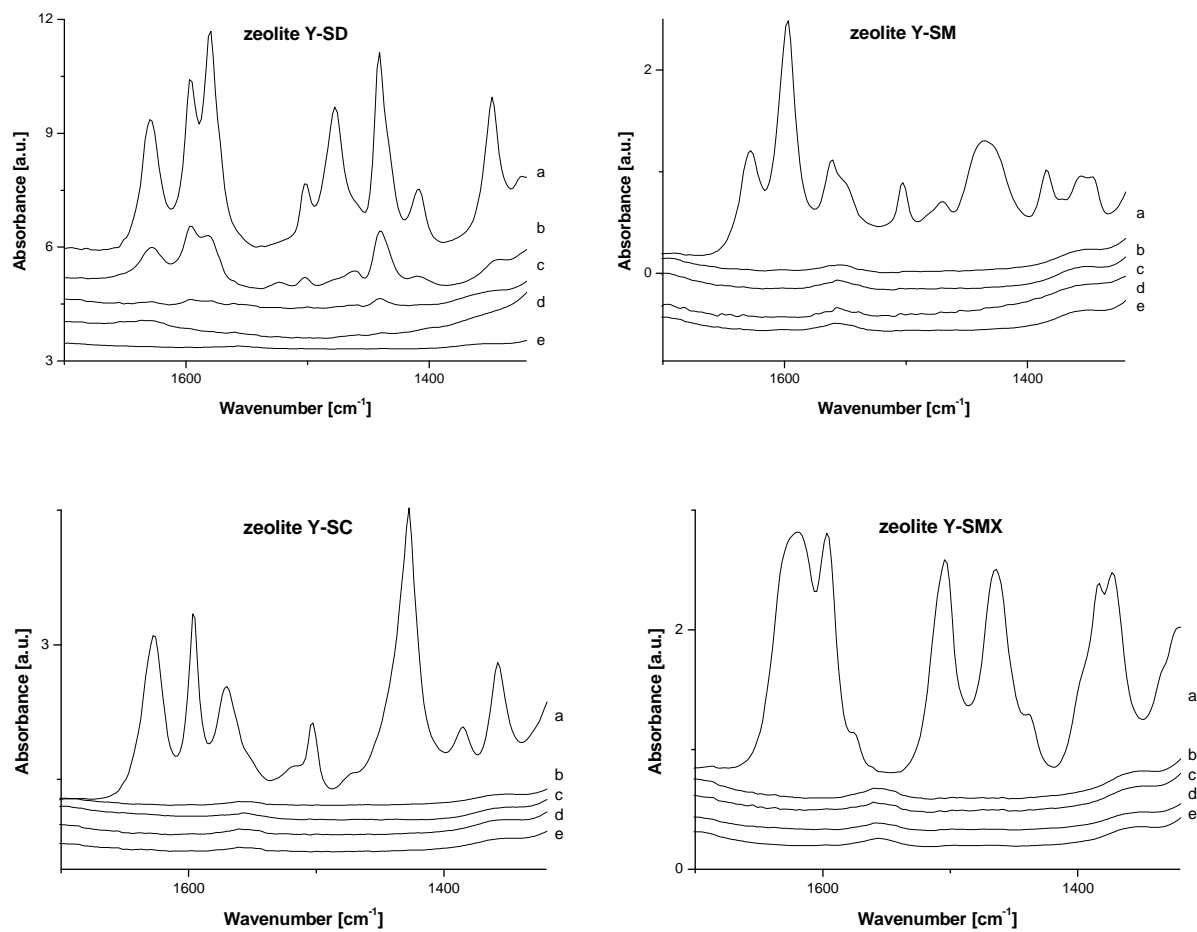 zeolite Y-SD
12
9
6
3
Absorbance [a.u.]
a
b
c
d
e
1600
1400
Wavenumber [cm⁻¹]
zeolite Y-SM
2
0
Absorbance [a.u.]
a
b
c
d
e
1600
1400
Wavenumber [cm⁻¹]
zeolite Y-SC
3
Absorbance [a.u.]
a
b
c
d
e
1600
1400
Wavenumber [cm⁻¹]
zeolite Y-SMX
2
0
Absorbance [a.u.]
a
b
c
d
e
1600
1400
Wavenumber [cm⁻¹]